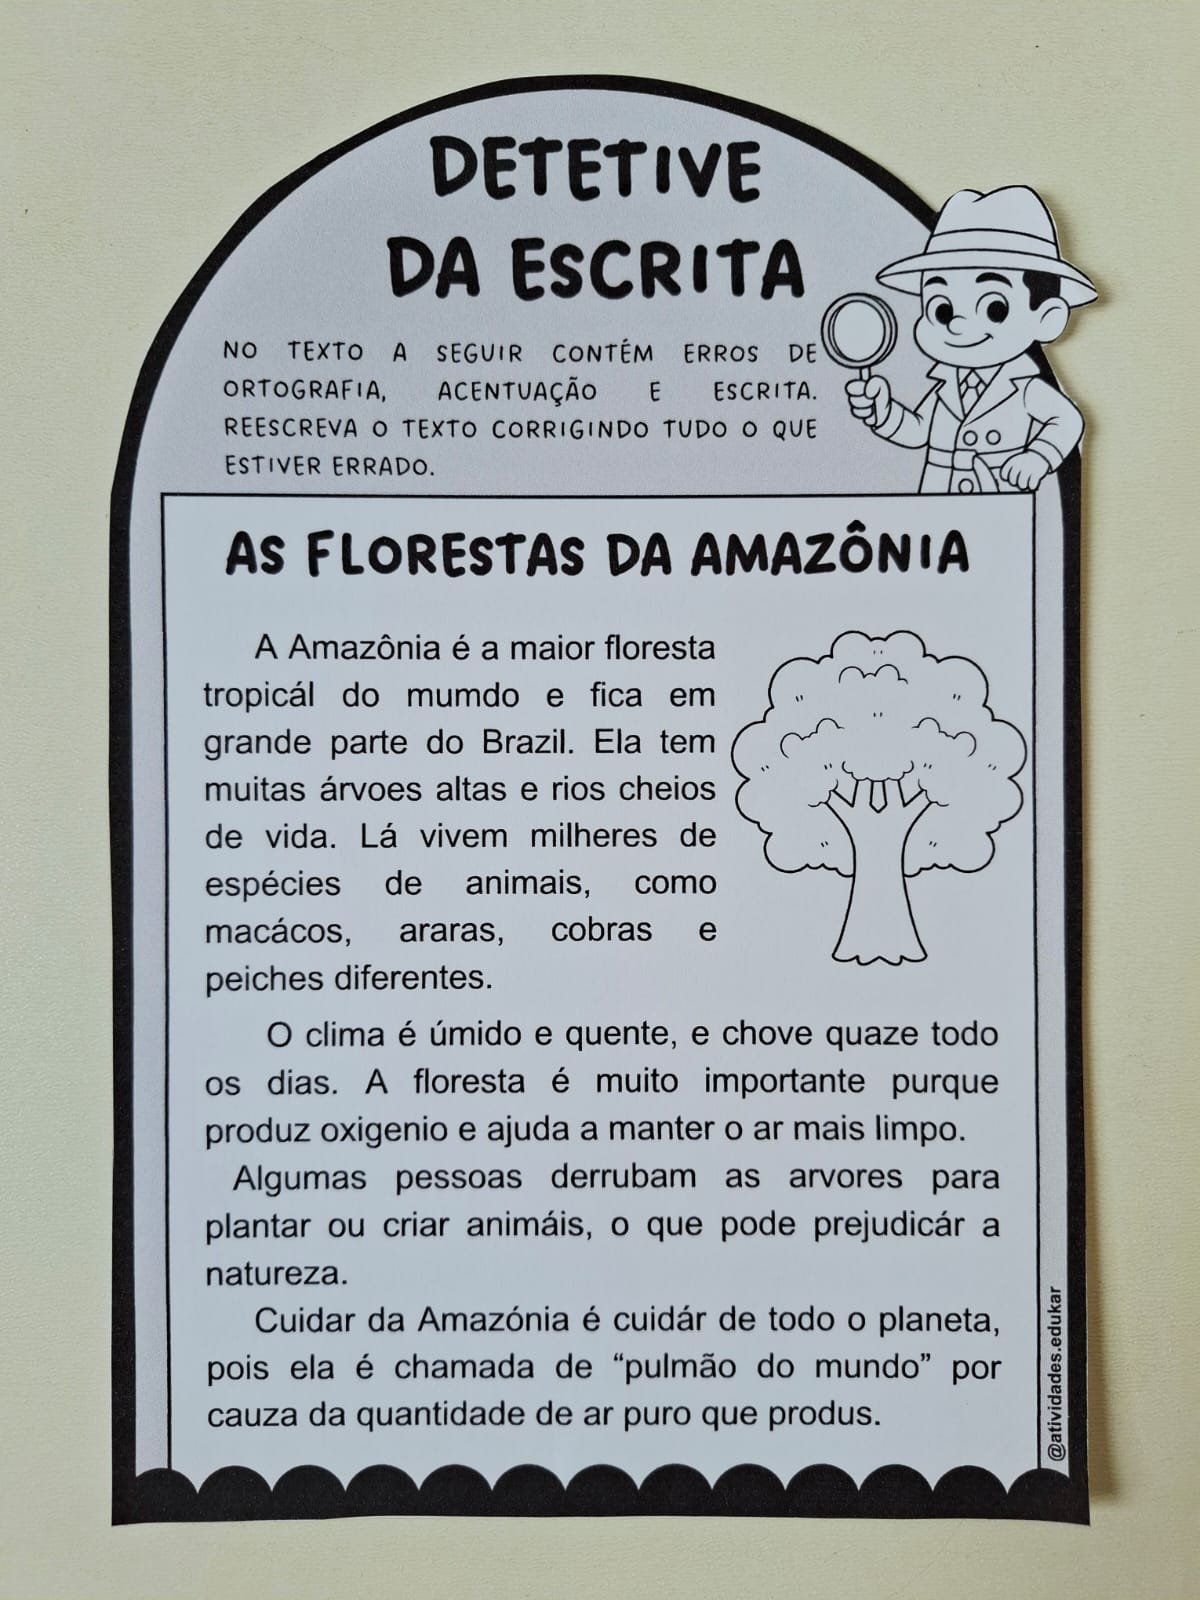 DETETIVE
DA ESCRITA
NO TEXTO A SEGUIR CONTÉM ERROS DE
ORTOGRAFIA, ACENTUAÇÃO E ESCRITA.
REESCREVA O TEXTO CORRIGINDO TUDO O QUE
ESTIVER ERRADO.
AS FLORESTAS DA AMAZÔNIA
A Amazônia é a maior floresta
tropicál do mumdo e fica em
grande parte do Brazil. Ela tem
muitas árvoes altas e rios cheios
de vida. Lá vivem milheres de
espécies de animais, como
macácos, araras, cobras e
peiches diferentes.
O clima é úmido e quente, e chove quaze todo
os dias. A floresta é muito importante purque
produz oxigenio e ajuda a manter o ar mais limpo.
Algumas pessoas derrubam as arvores para
plantar ou criar animáis, o que pode prejudicár a
natureza.
Cuidar da Amazónia é cuidár de todo o planeta,
pois ela é chamada de “pulmão do mundo” por
cauza da quantidade de ar puro que produs.
@atividades.edukar